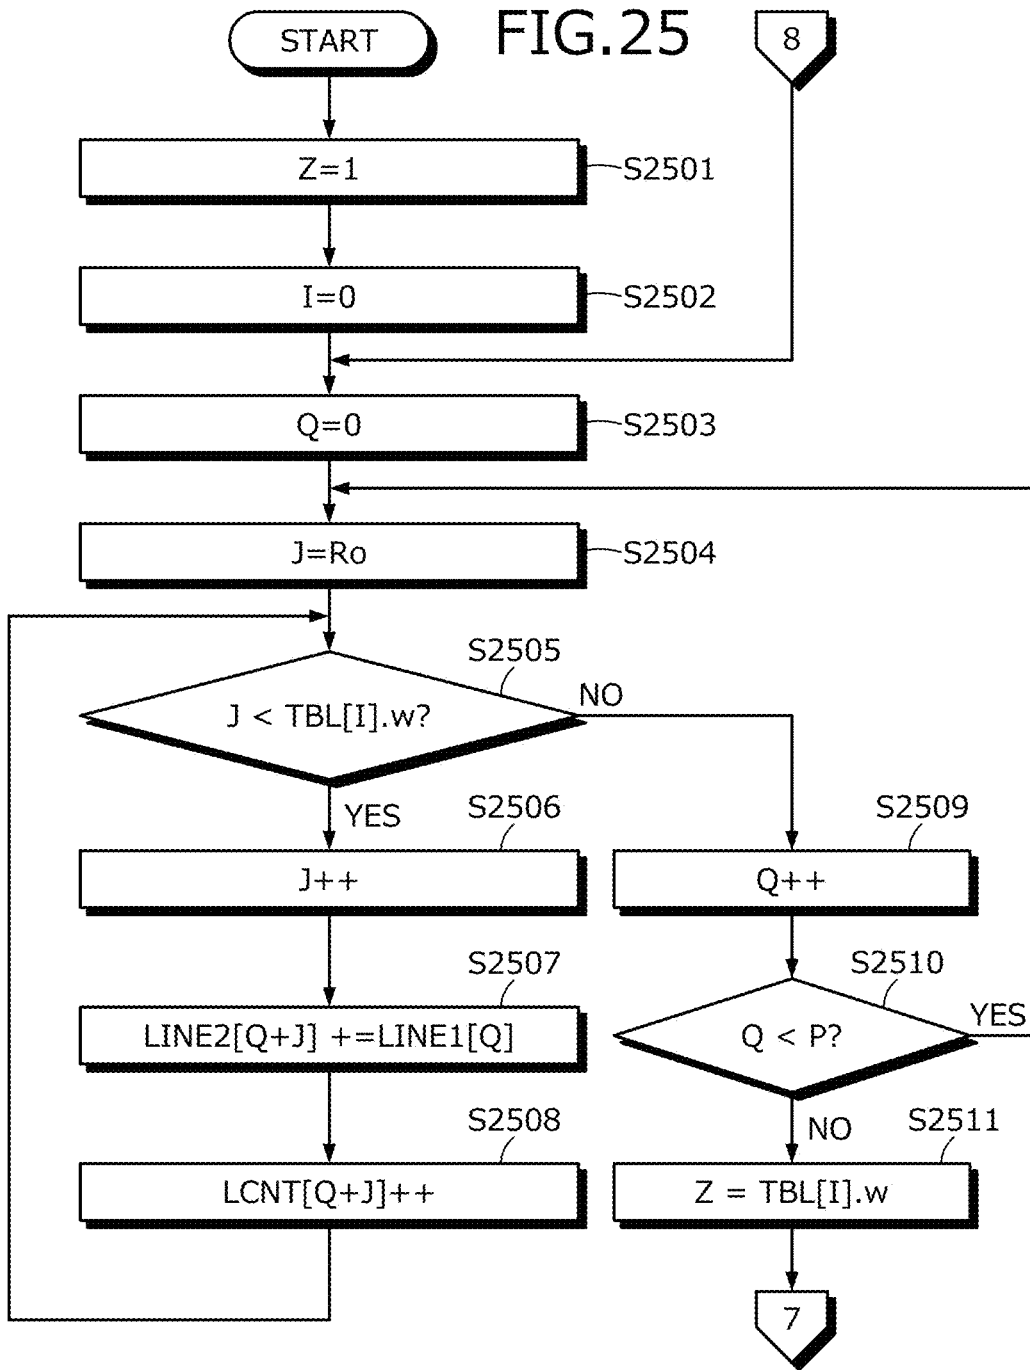 FIG.25
START
8
Z=1
S2501
I=0
S2502
Q=0
S2503
J=Ro
S2504
S2505
J < TBL[I].w?
NO
YES
S2506
J++
S2507
LINE2[Q+J] +=LINE1[Q]
S2508
LCNT[Q+J]++
S2509
Q++
S2510
Q < P?
YES
NO
S2511
Z = TBL[I].w
7